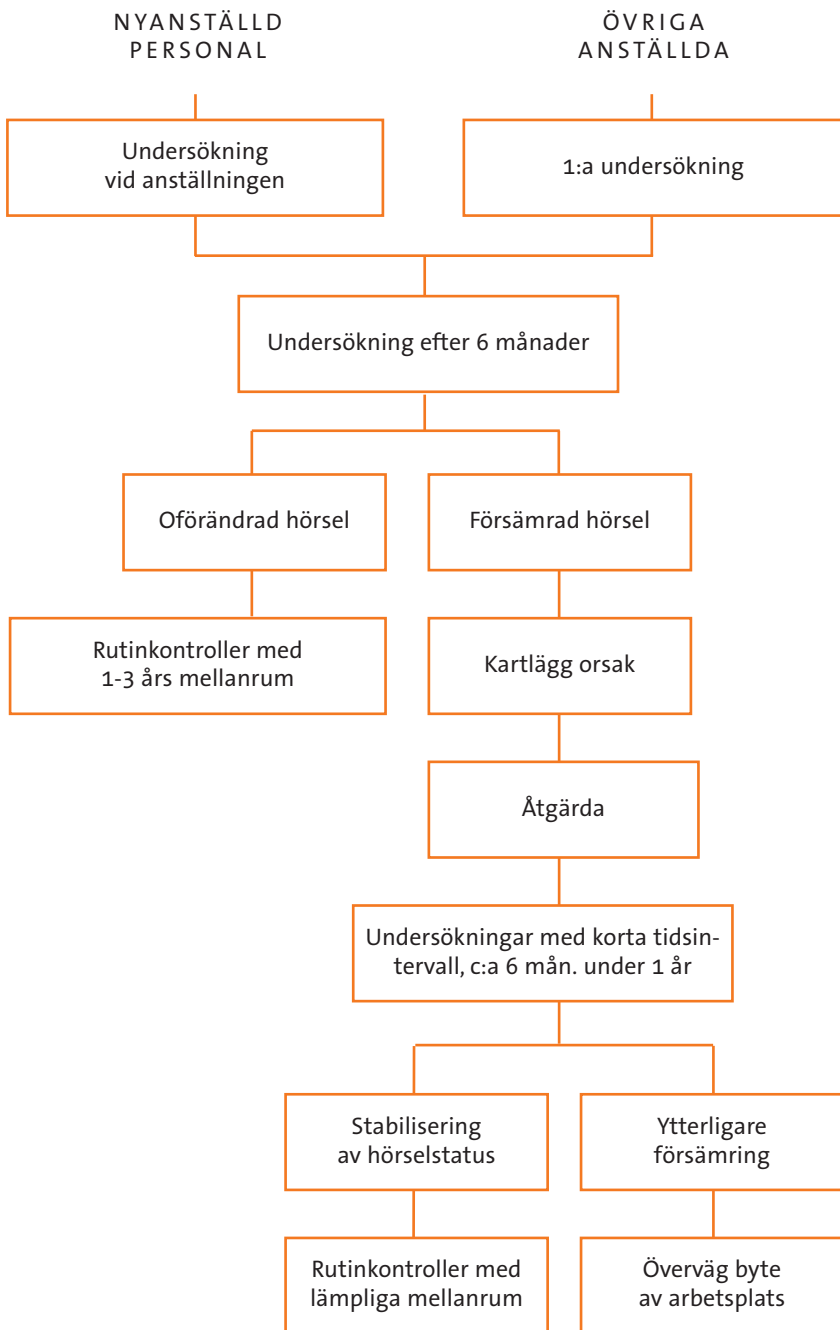 NYANSTÄLLD
PERSONAL
ÖVRIGA
ANSTÄLLDA
Undersökning
vid anställningen
1:a undersökning
Undersökning efter 6 månader
Oförändrad hörsel
Försämrad hörsel
Rutinkontroller med
1-3 års mellanrum
Kartlägg orsak
Åtgärda
Undersökningar med korta tidsin-
tervall, c:a 6 mån. under 1 år
Stabilisering
av hörselstatus
Ytterligare
försämring
Rutinkontroller med
lämpliga mellanrum
Överväg byte
av arbetsplats